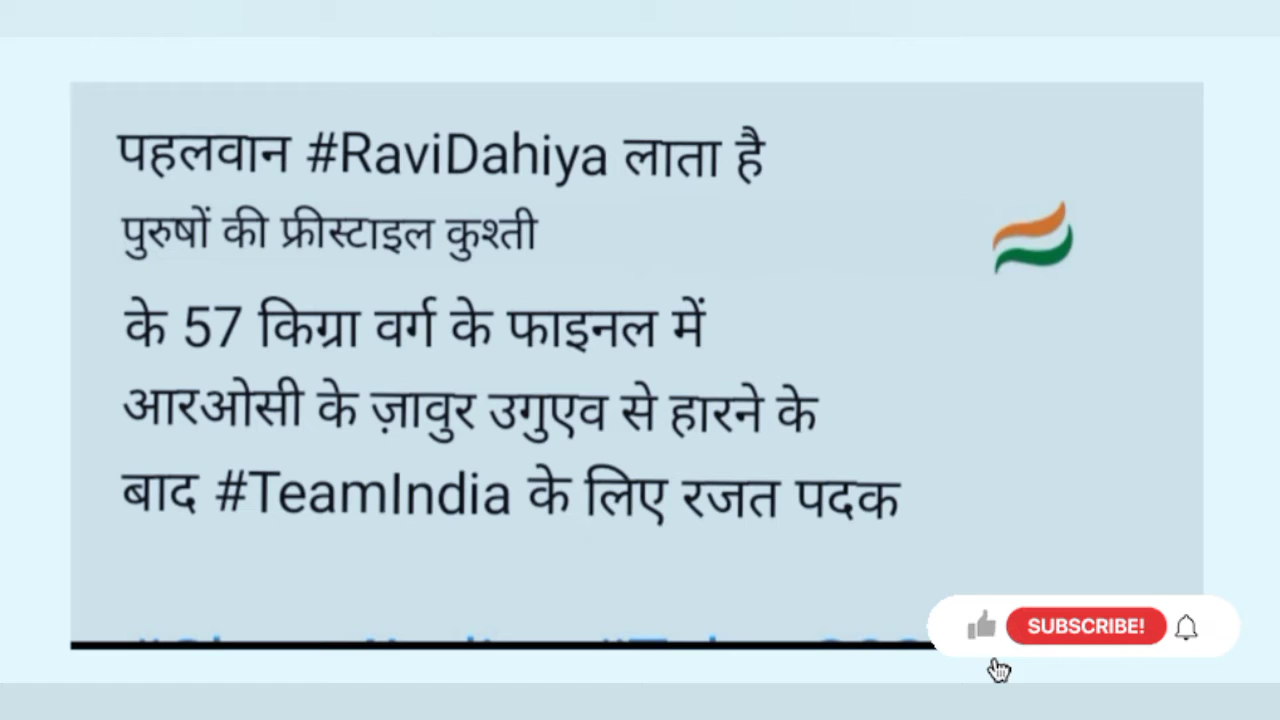 पहलवान #RaviDahiya लाता है
पुरुषों की फ्रीस्टाइल कुश्ती
के 57 किग्रा वर्ग के फाइनल में
आरओसी के ज़ावुर उगुएव से हारने के
बाद #TeamIndia के लिए रजत पदक
SUBSCRIBE!